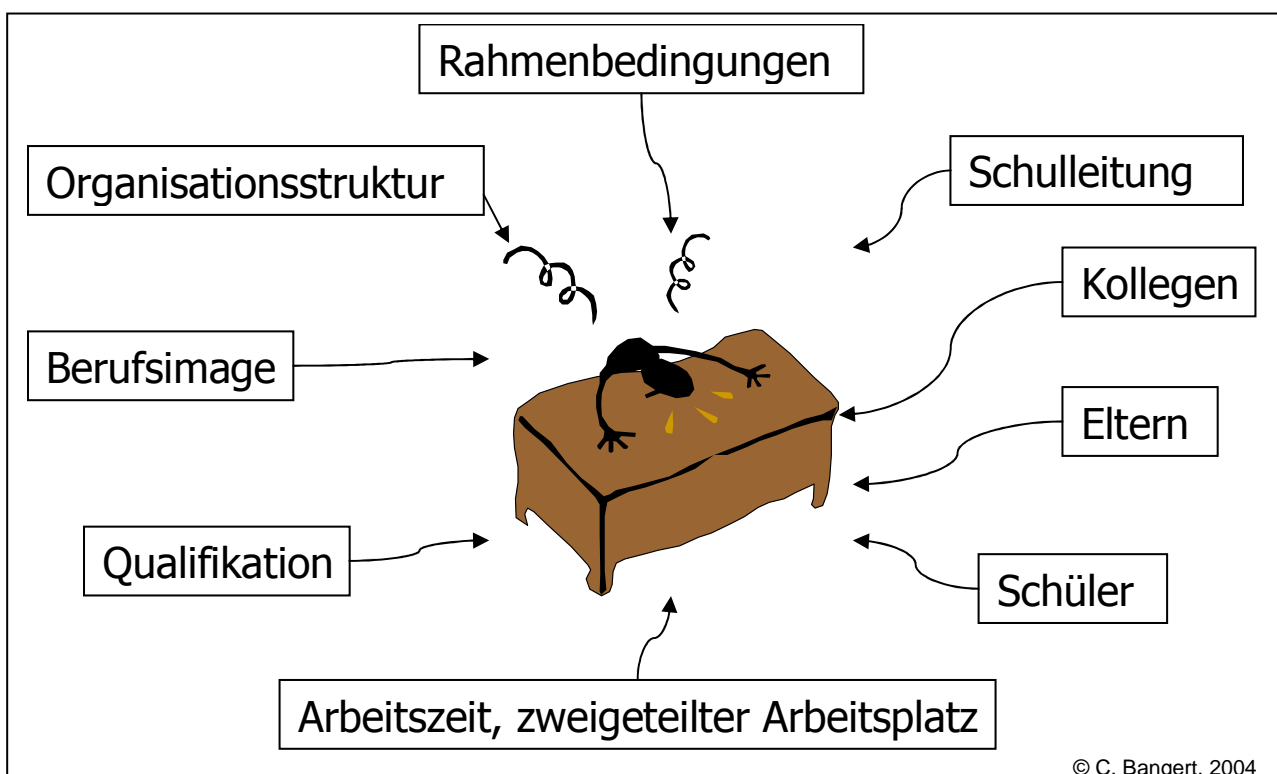 Rahmenbedingungen
Organisationsstruktur
Schulleitung
Kollegen
Berufsimage
Eltern
Qualifikation
Schüler
Arbeitszeit, zweigeteilter Arbeitsplatz
© C. Bangert, 2004